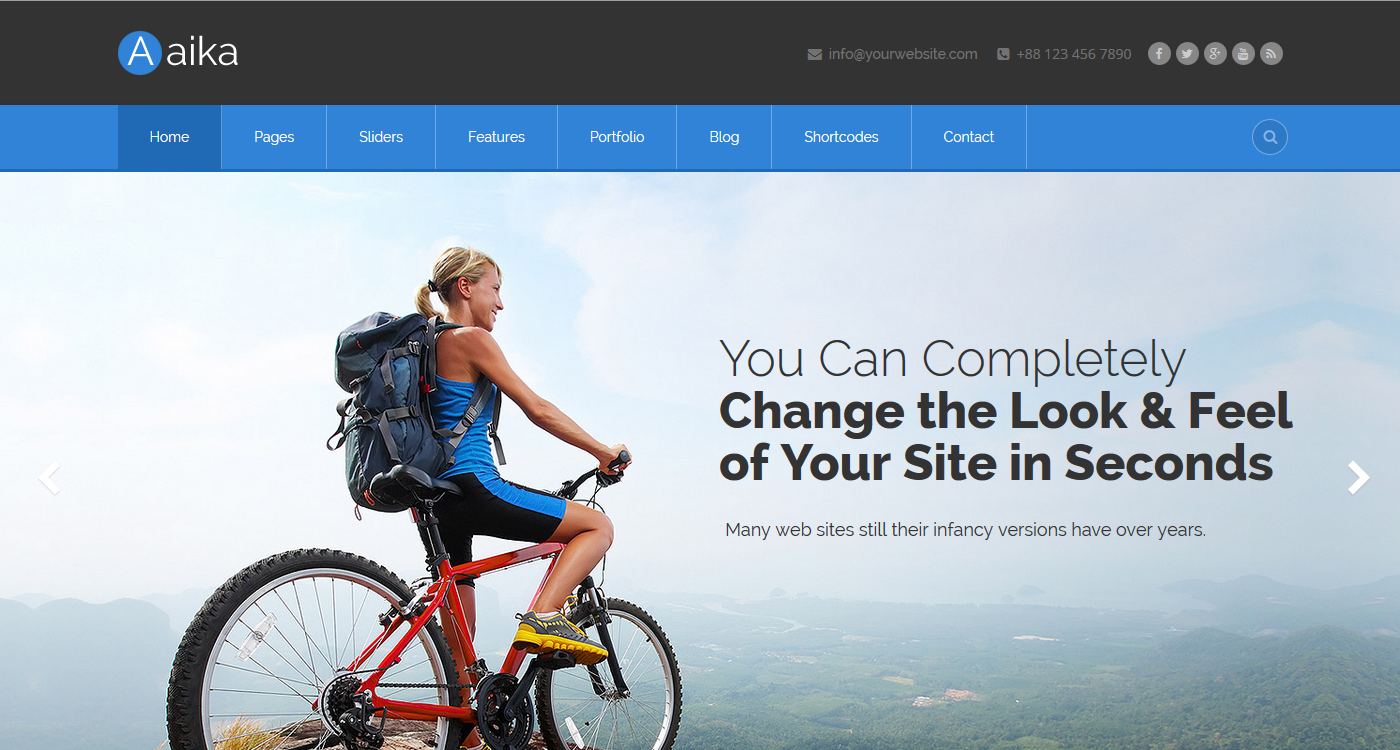 A aika
info@yourwebsite.com +88 123 456 7890
Home Pages Sliders Features Portfolio Blog Shortcodes Contact
You Can Completely
Change the Look & Feel
of Your Site in Seconds
Many web sites still their infancy versions have over years.